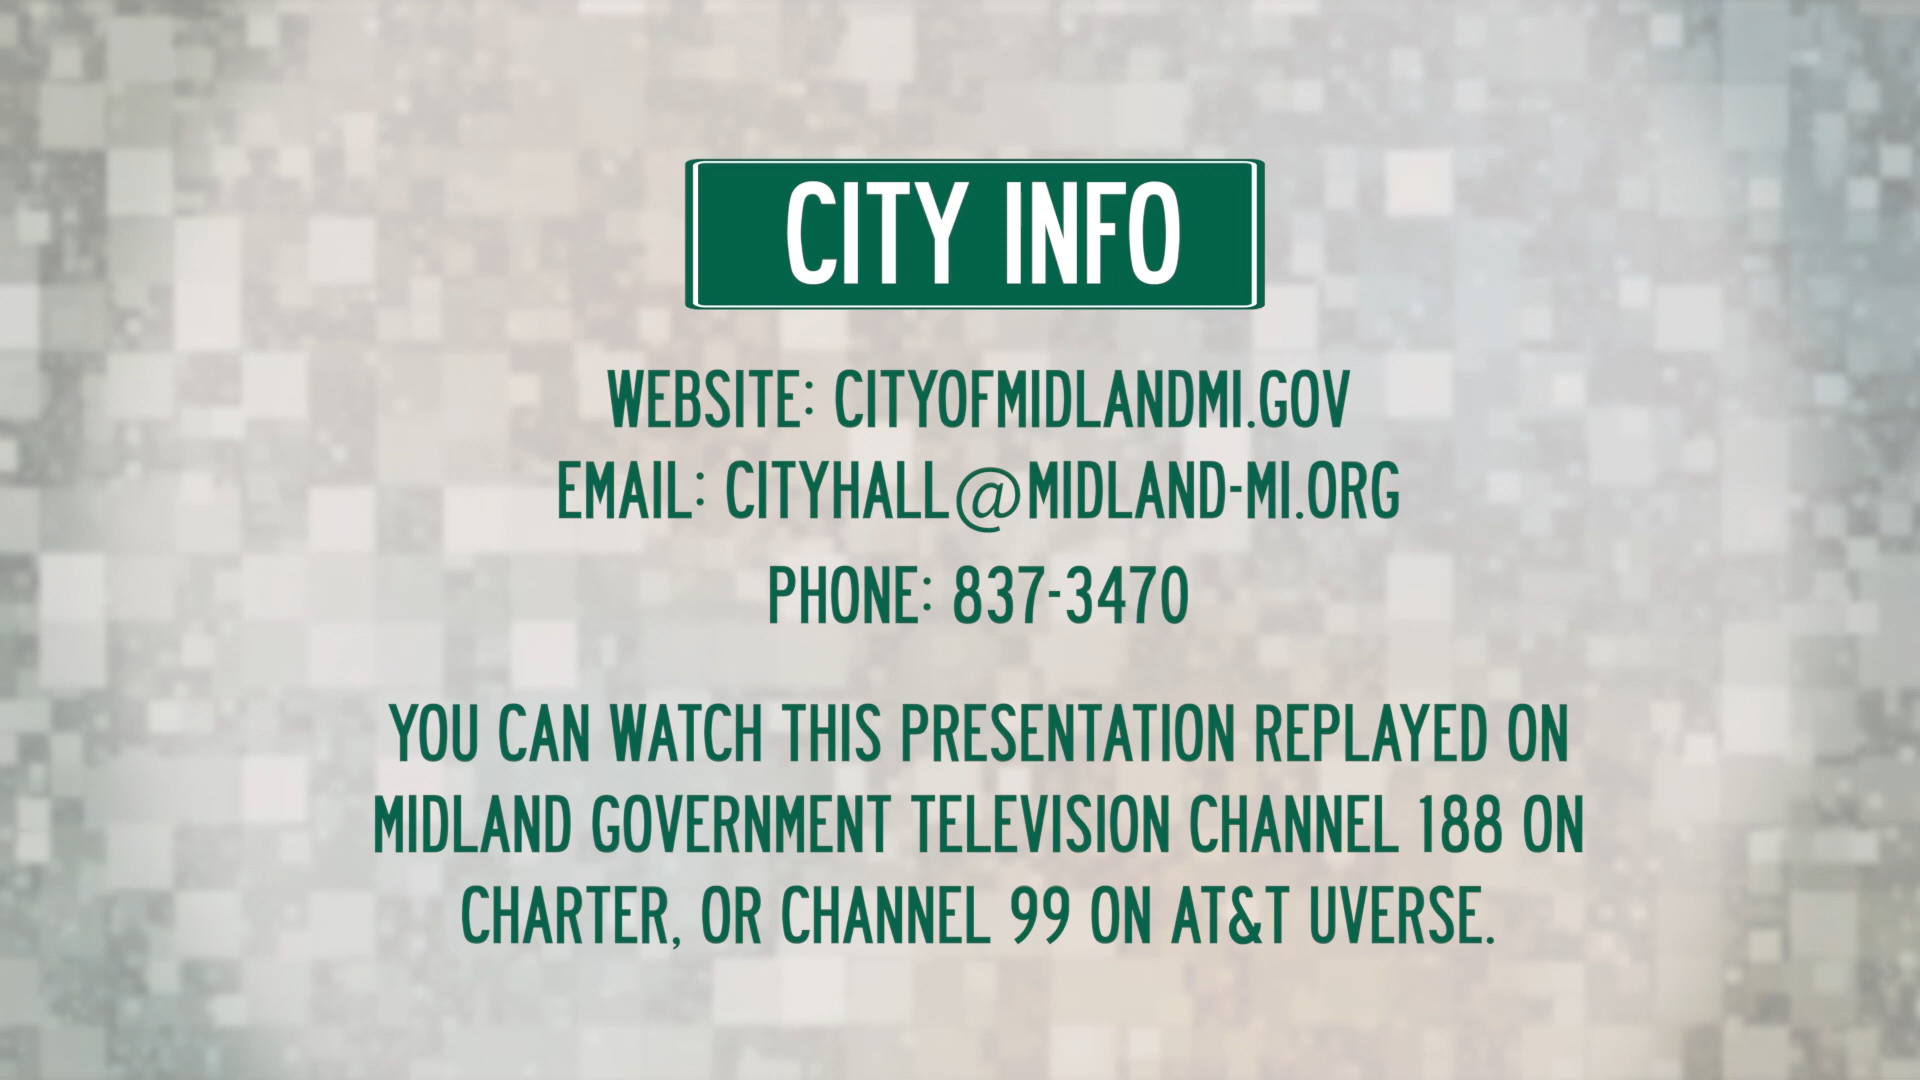 CITY INFO
WEBSITE: CITYOFMIDLANDMI.GOV
EMAIL: CITYHALL@MIDLAND-MI.ORG
PHONE: 837-3470
YOU CAN WATCH THIS PRESENTATION REPLAYED ON
MIDLAND GOVERNMENT TELEVISION CHANNEL 188 ON
CHARTER, OR CHANNEL 99 ON AT&T UVERSE.